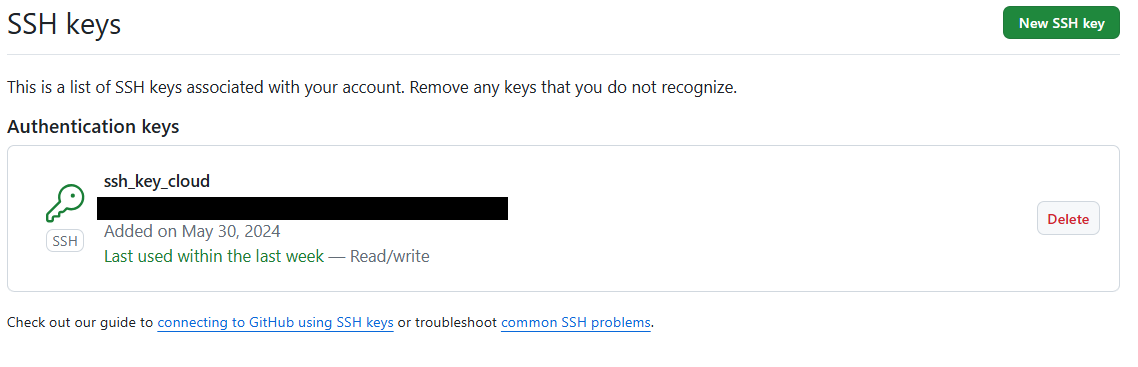 SSH keys
New SSH key
This is a list of SSH keys associated with your account. Remove any keys that you do not recognize.
Authentication keys
ssh_key_cloud
SSH
Added on May 30, 2024
Last used within the last week — Read/write
Delete
Check out our guide to connecting to GitHub using SSH keys or troubleshoot common SSH problems.